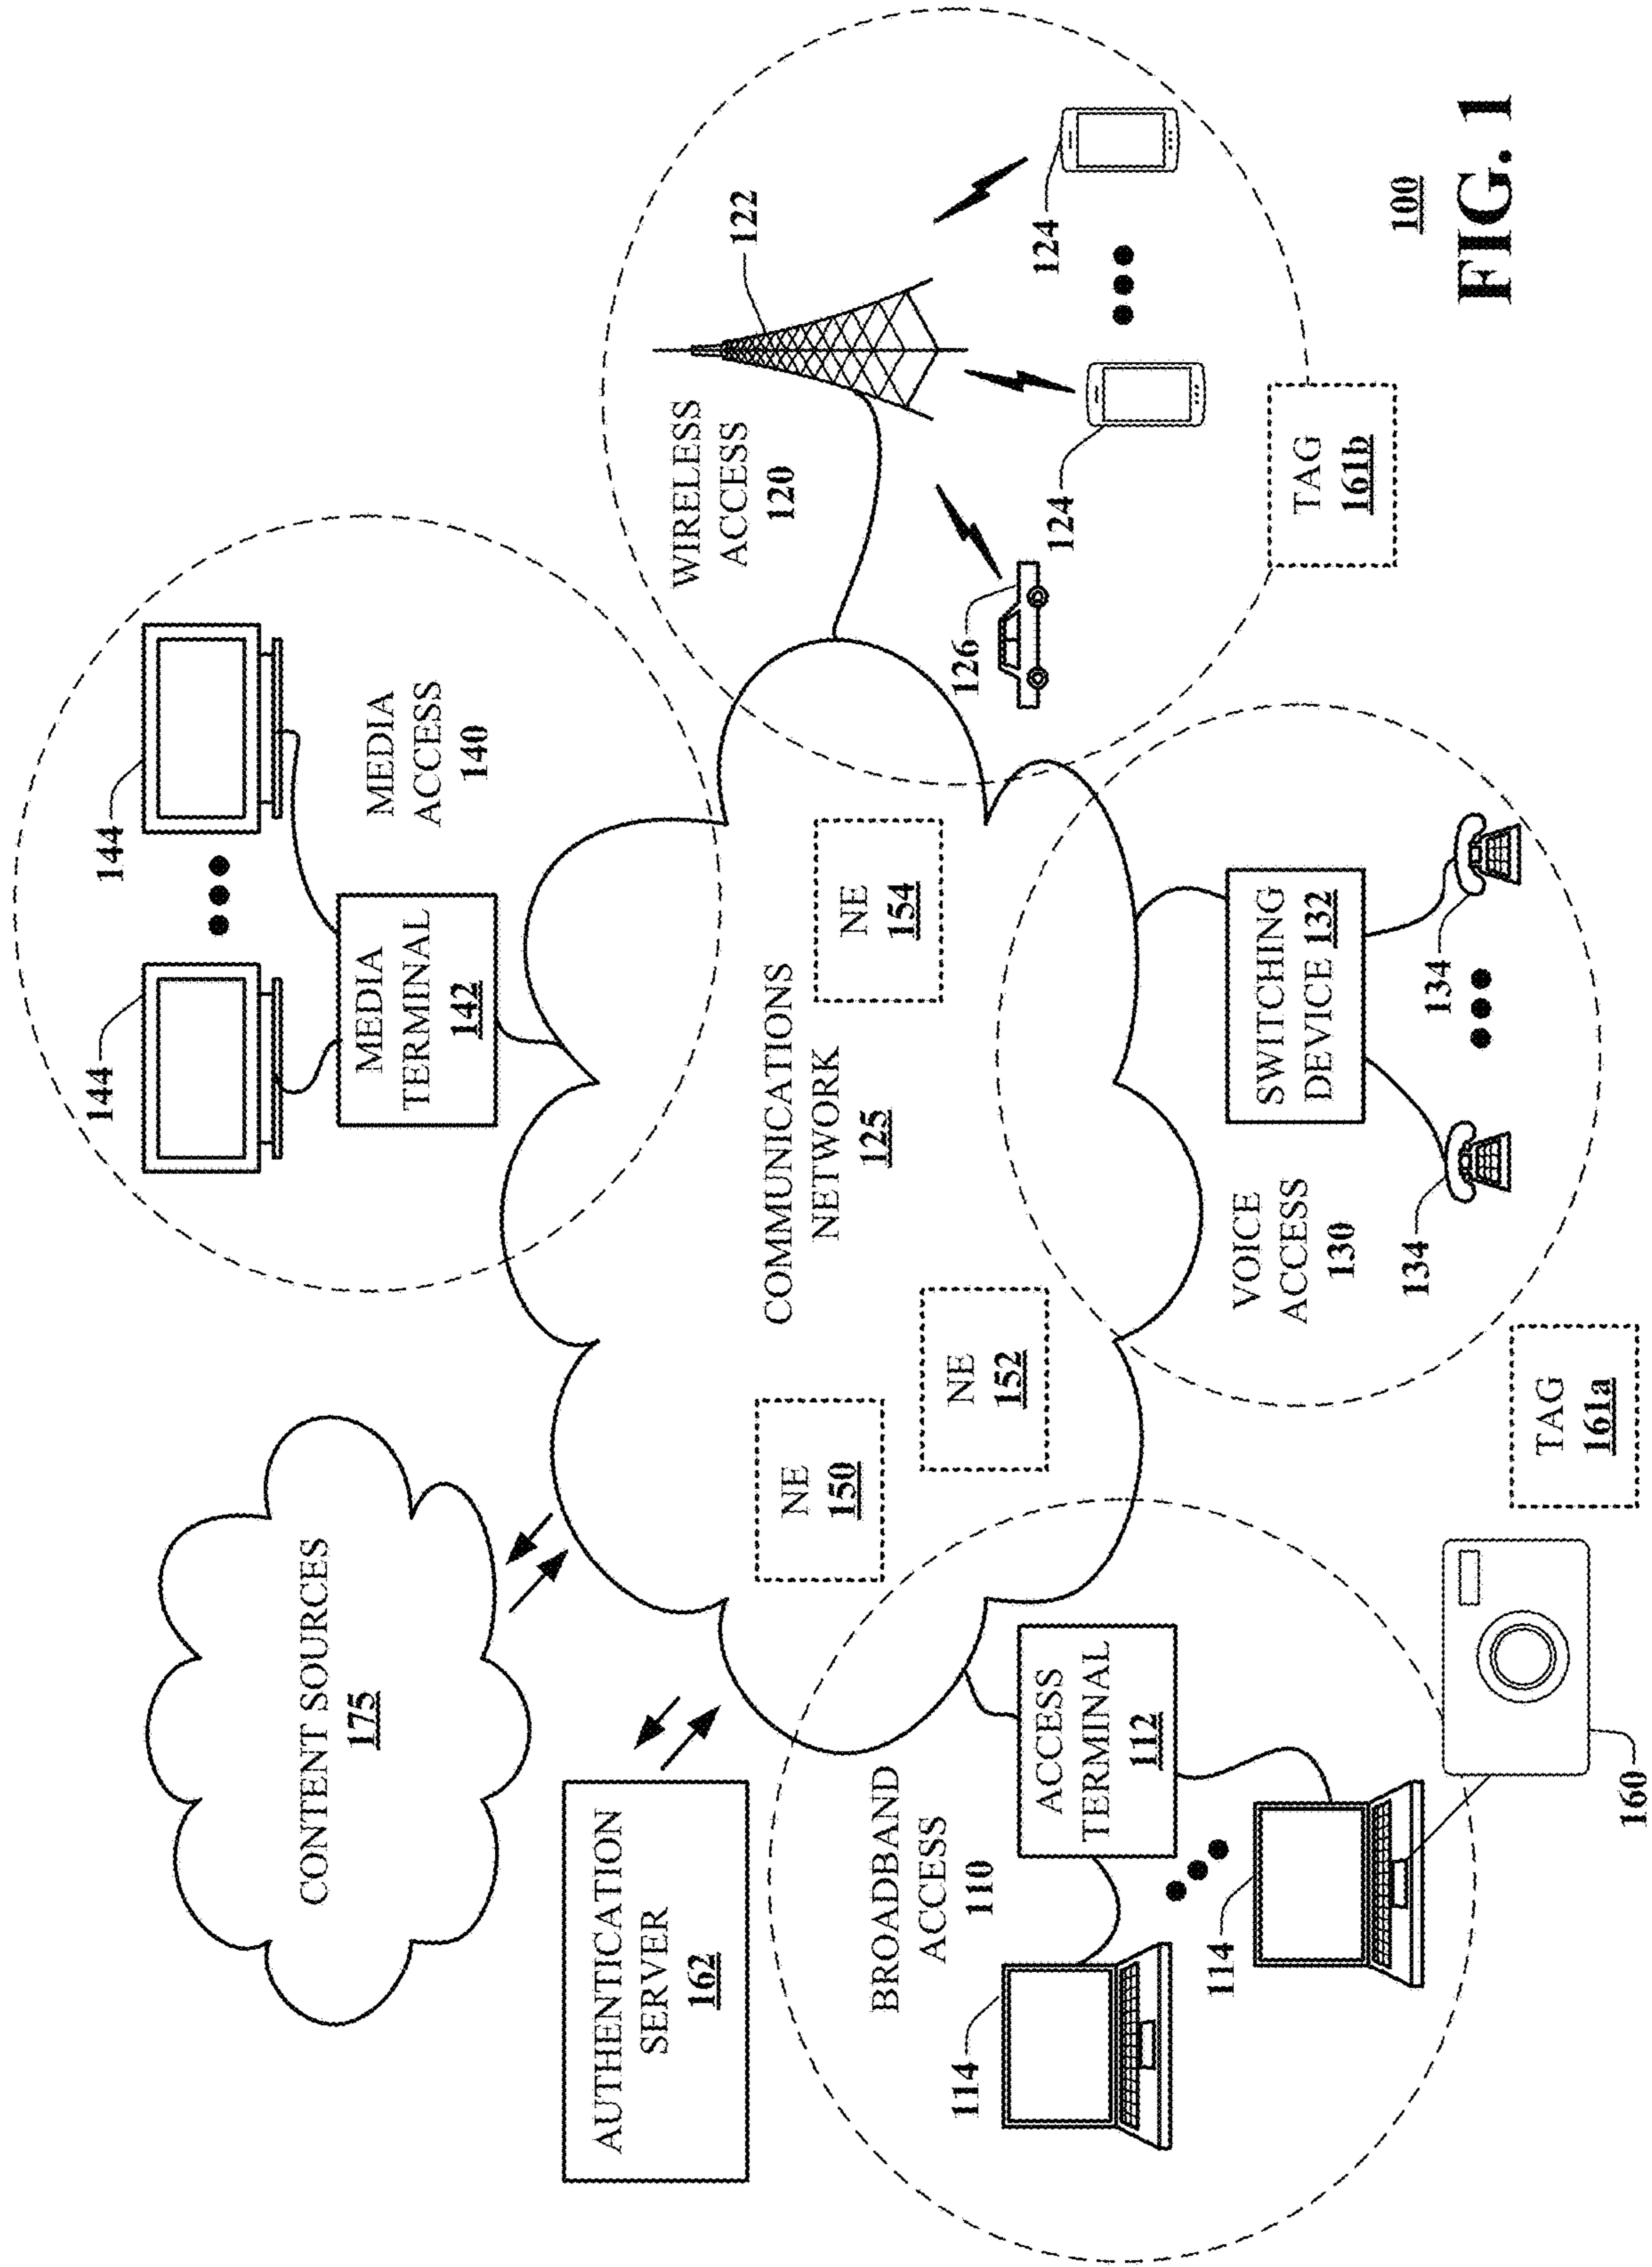 CONTENT SOURCES
175
144
144
MEDIA
TERMINAL
142
MEDIA
ACCESS
140
AUTHENTICATION
SERVER
162
COMMUNICATIONS
NETWORK
125
NE
150
NE
152
NE
154
WIRELESS
ACCESS
120
122
124
124
126
BROADBAND
ACCESS
110
ACCESS
TERMINAL
112
114
114
VOICE
ACCESS
130
SWITCHING
DEVICE 132
134
134
TAG
161a
TAG
161b
160
100
FIG. 1